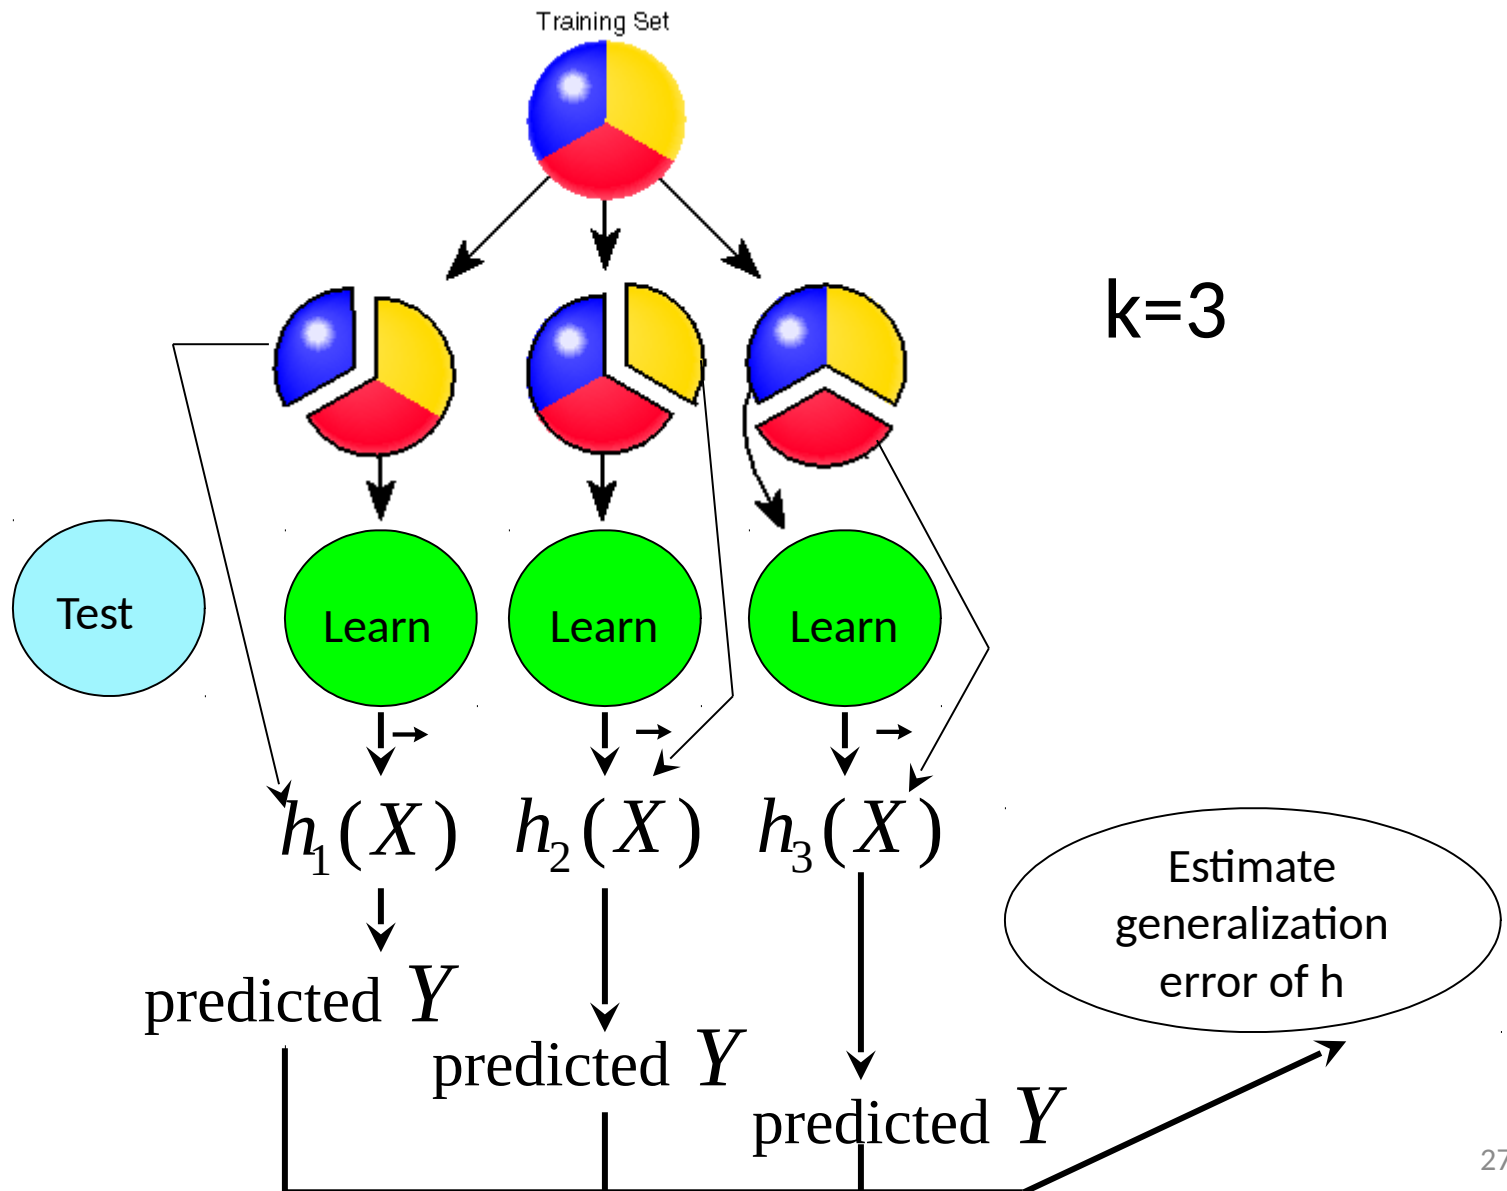 Training Set
k=3
Test
Learn
Learn
Learn
h1(X)
h2(X)
h3(X)
Estimate
generalization
error of h
predicted Y
predicted Y
predicted Y
27